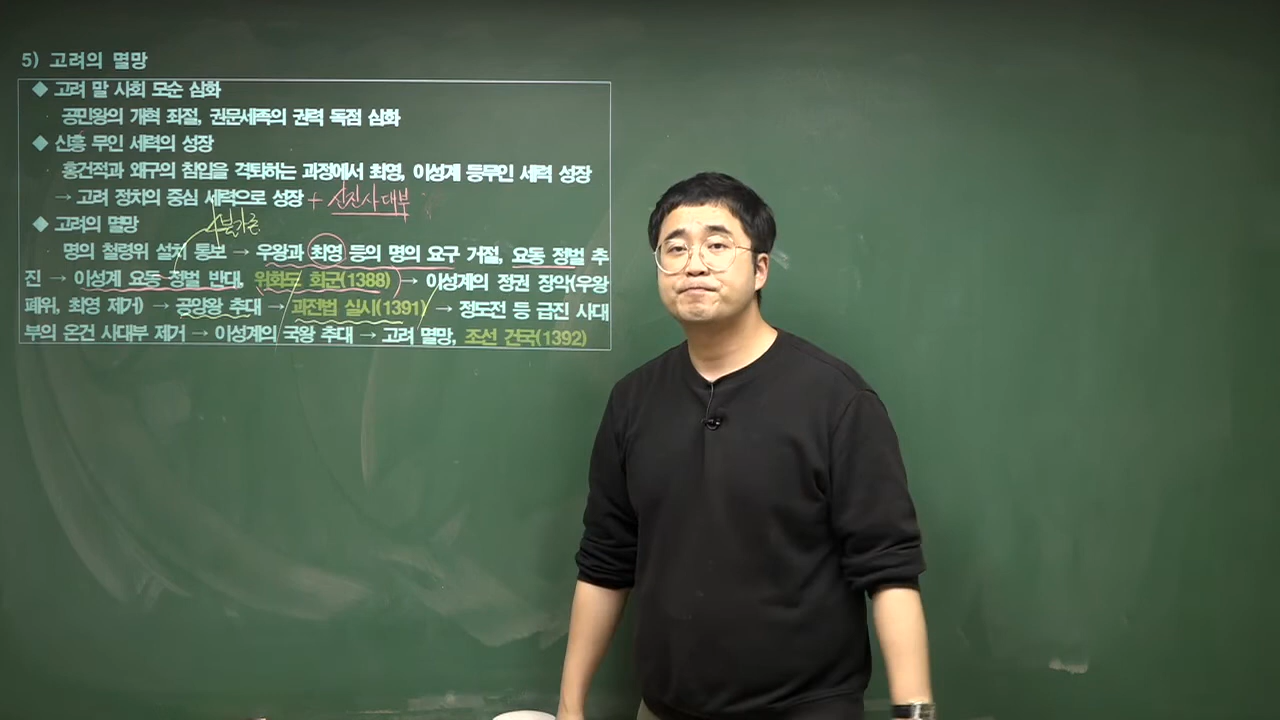 5) 고려의 멸망
◆ 고려 말 사회 모순 심화
· 공민왕의 개혁 좌절, 권문세족의 권력 독점 심화
◆ 신흥 무인 세력의 성장
· 홍건적과 왜구의 침입을 격퇴하는 과정에서 최영, 이성계 등무인 세력 성장
→ 고려 정치의 중심 세력으로 성장 + 신진사대부
◆ 고려의 멸망
4불가론
· 명의 철령위 설치 통보 → 우왕과 최영 등의 명의 요구 거절, 요동 정벌 추
진 → 이성계 요동 정벌 반대, 위화도 회군(1388) → 이성계의 정권 장악(우왕
폐위, 최영 제거) → 공양왕 추대 → 과전법 실시(1391) → 정도전 등 급진 사대
부의 온건 사대부 제거 → 이성계의 국왕 추대 → 고려 멸망, 조선 건국(1392)